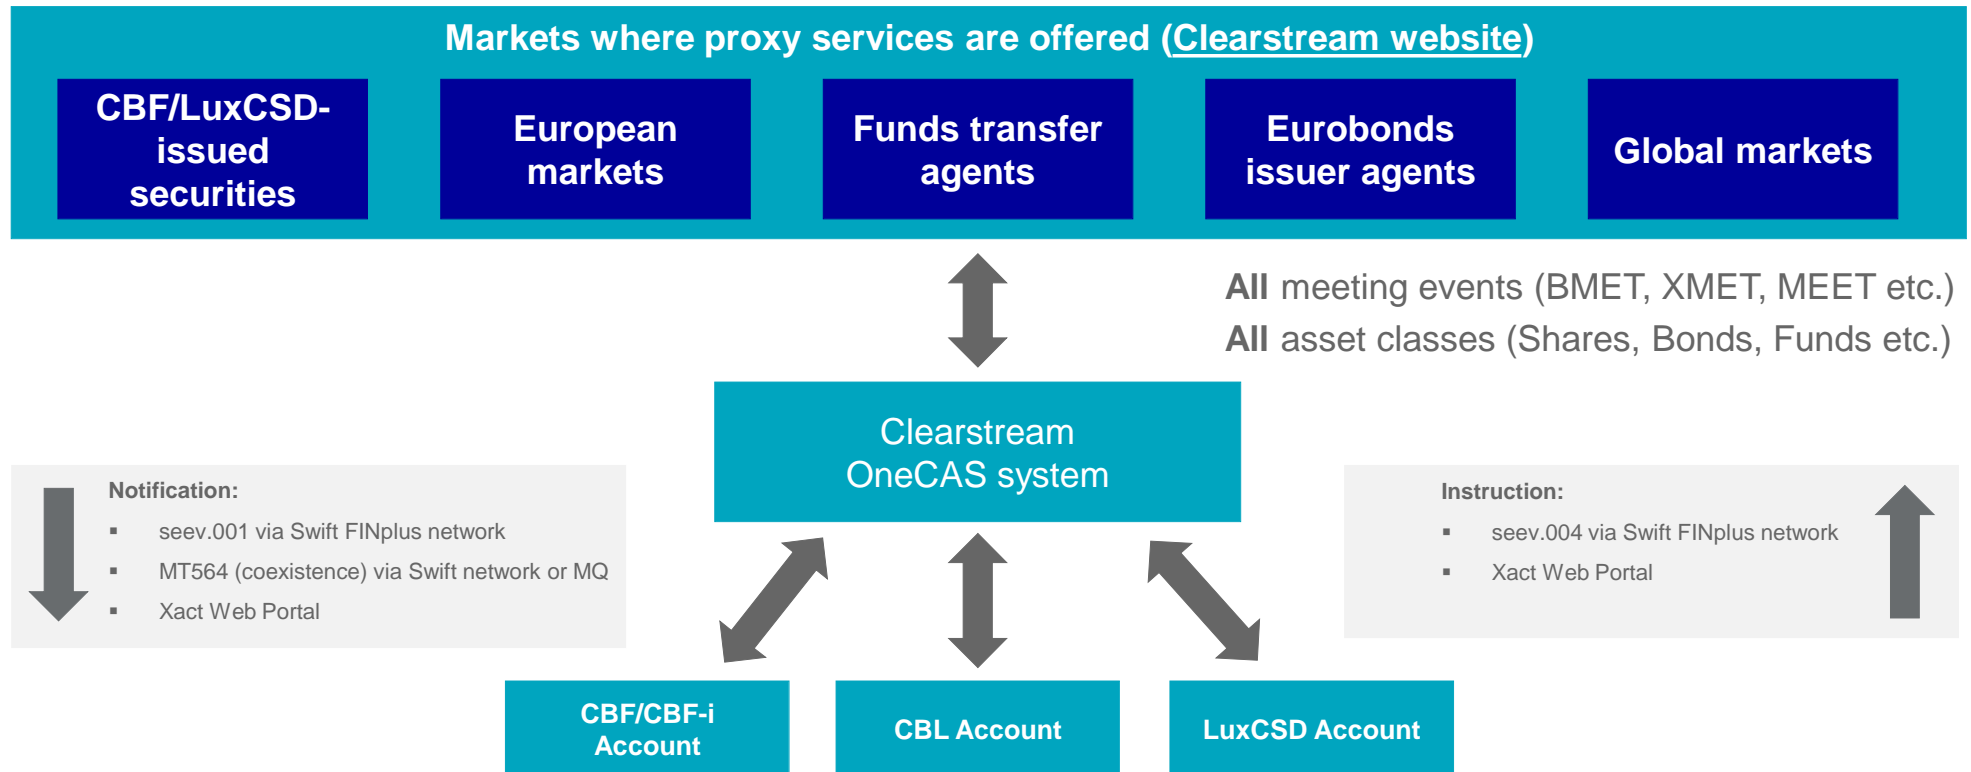 Markets where proxy services are offered (Clearstream website)
CBF/LuxCSD-
issued
securities
European
markets
Funds transfer
agents
Eurobonds
issuer agents
Global markets
All meeting events (BMET, XMET, MEET etc.)
All asset classes (Shares, Bonds, Funds etc.)
Clearstream
OneCAS system
Notification:
▪ seev.001 via Swift FINplus network
▪ MT564 (coexistence) via Swift network or MQ
▪ Xact Web Portal
Instruction:
▪ seev.004 via Swift FINplus network
▪ Xact Web Portal
CBF/CBF-i
Account
CBL Account
LuxCSD Account